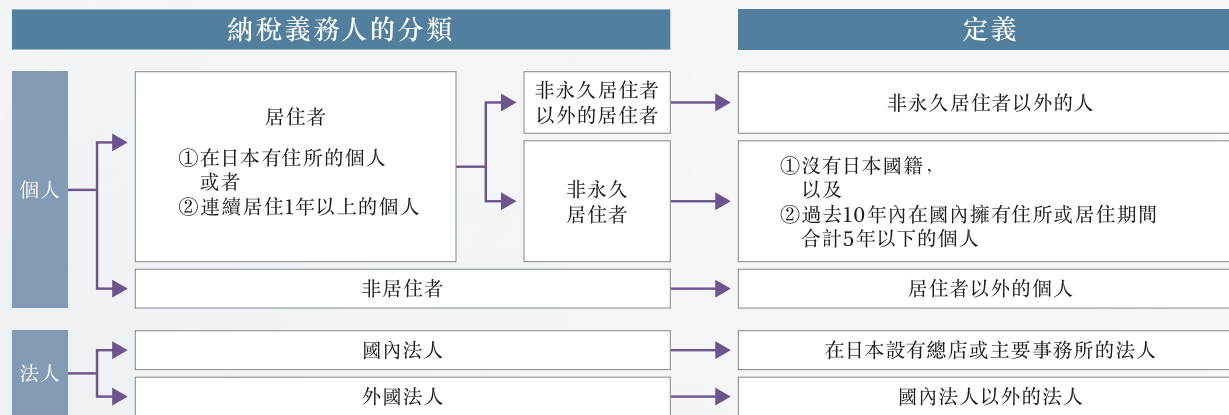 納稅義務人的分類
定義
個人
居住者
①在日本有住所的個人
或者
②連續居住1年以上的個人
非永久居住者
以外的居住者
非永久居住者以外的人
非永久
居住者
①沒有日本國籍，
以及
②過去10年內在國內擁有住所或居住期間
合計5年以下的個人
非居住者
居住者以外的個人
法人
國內法人
在日本設有總店或主要事務所的法人
外國法人
國內法人以外的法人